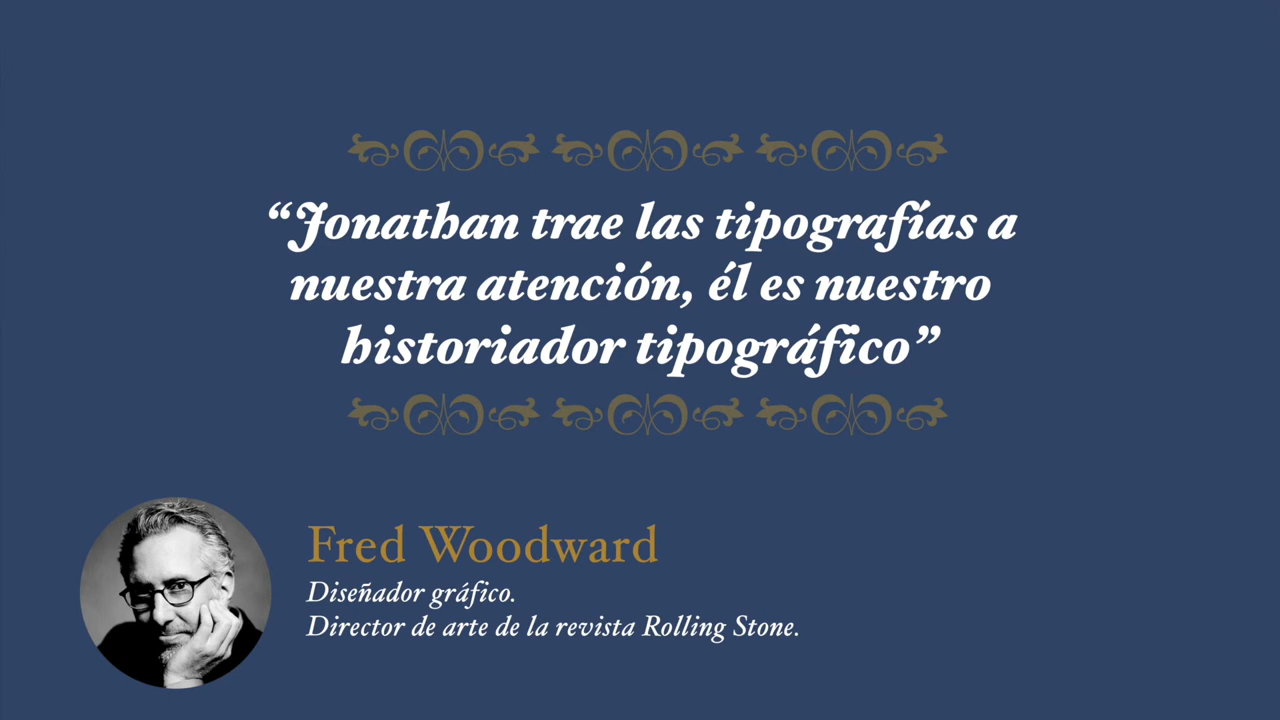 “Jonathan trae las tipografías a
nuestra atención, él es nuestro
historiador tipográfico”
Fred Woodward
Diseñador gráfico.
Director de arte de la revista Rolling Stone.